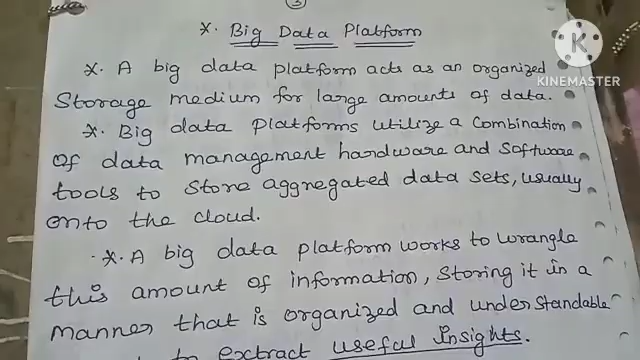 3
* Big Data Platform
* A big data platform acts as an organized
Storage medium for large amounts of data.
* Big data platforms utilize a combination
of data management hardware and software
tools to store aggregated data sets, usually
onto the cloud.
* A big data platform works to wrangle
this amount of information, storing it in a
manner that is organized and understandable
to extract useful insights.
KINEMASTER